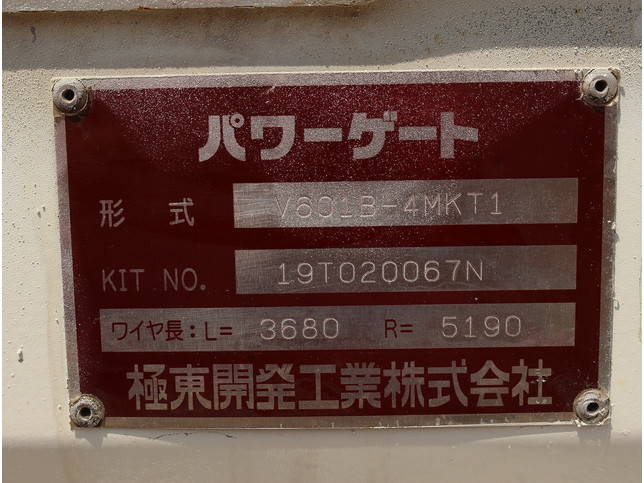 パワーゲート
形 式 V601B-4MKT1
KIT NO. 19T020067N
ワイヤ長:L= 3680 R= 5190
極東開発工業株式会社